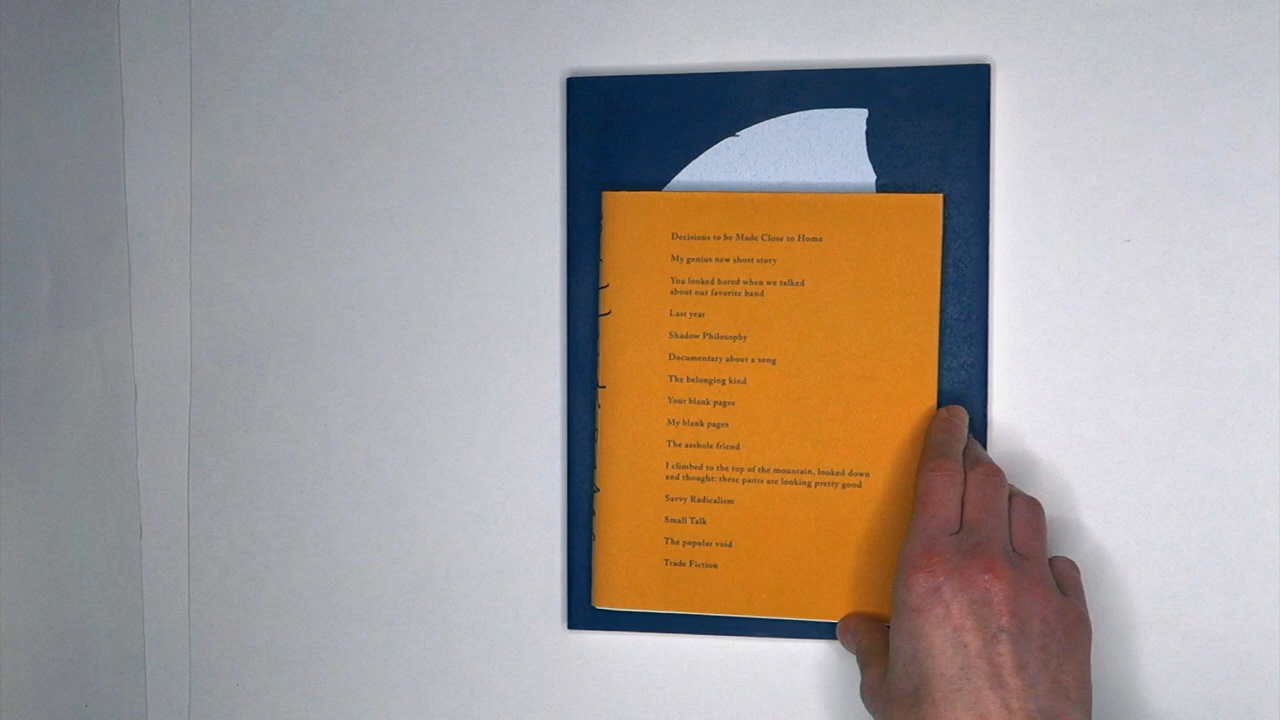 Decisions to be Made Close to Home
My genius new short story
You looked bored when we talked
about our favorite band
Last year
Shadow Philosophy
Documentary about a song
The belonging kind
Your blank pages
My blank pages
The asshole friend
I climbed to the top of the mountain, looked down
and thought: these pants are looking pretty good
Savvy Radicalism
Small Talk
The popular void
Trade Fiction